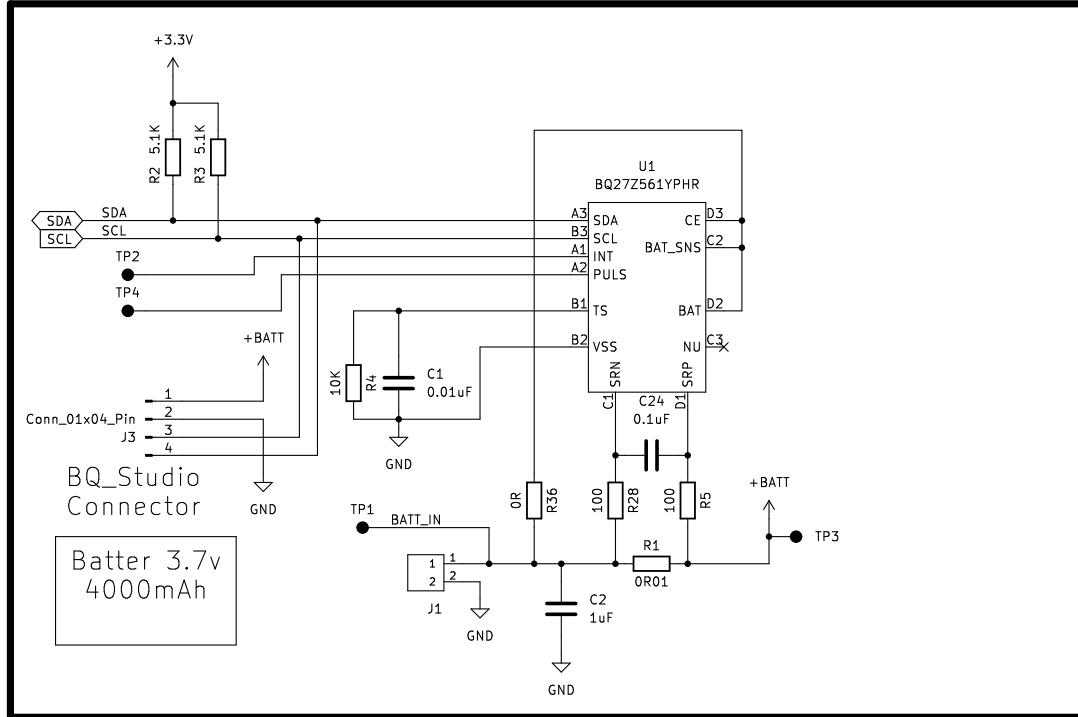 +3.3V
R2 5.1K
R3 5.1K
U1
BQ27Z561YPHR
SDA
SDA
SCL
SCL
A3 SDA
B3 SCL
A1 INT
A2 PULS
B1 TS
B2 VSS
CE D3
BAT_SNS C2
BAT D2
NU C3
C1 SRN
D1 SRP
TP2
TP4
+BATT
10K
R4
C1
0.01uF
GND
1
2
3
4
Conn_01x04_Pin
J3
GND
BQ_Studio
Connector
Batter 3.7v
4000mAh
C24
0.1uF
0R
R36
100
R28
100
R5
+BATT
TP3
TP1
BATT_IN
R1
0R01
1 1
2 2
J1
GND
C2
1uF
GND